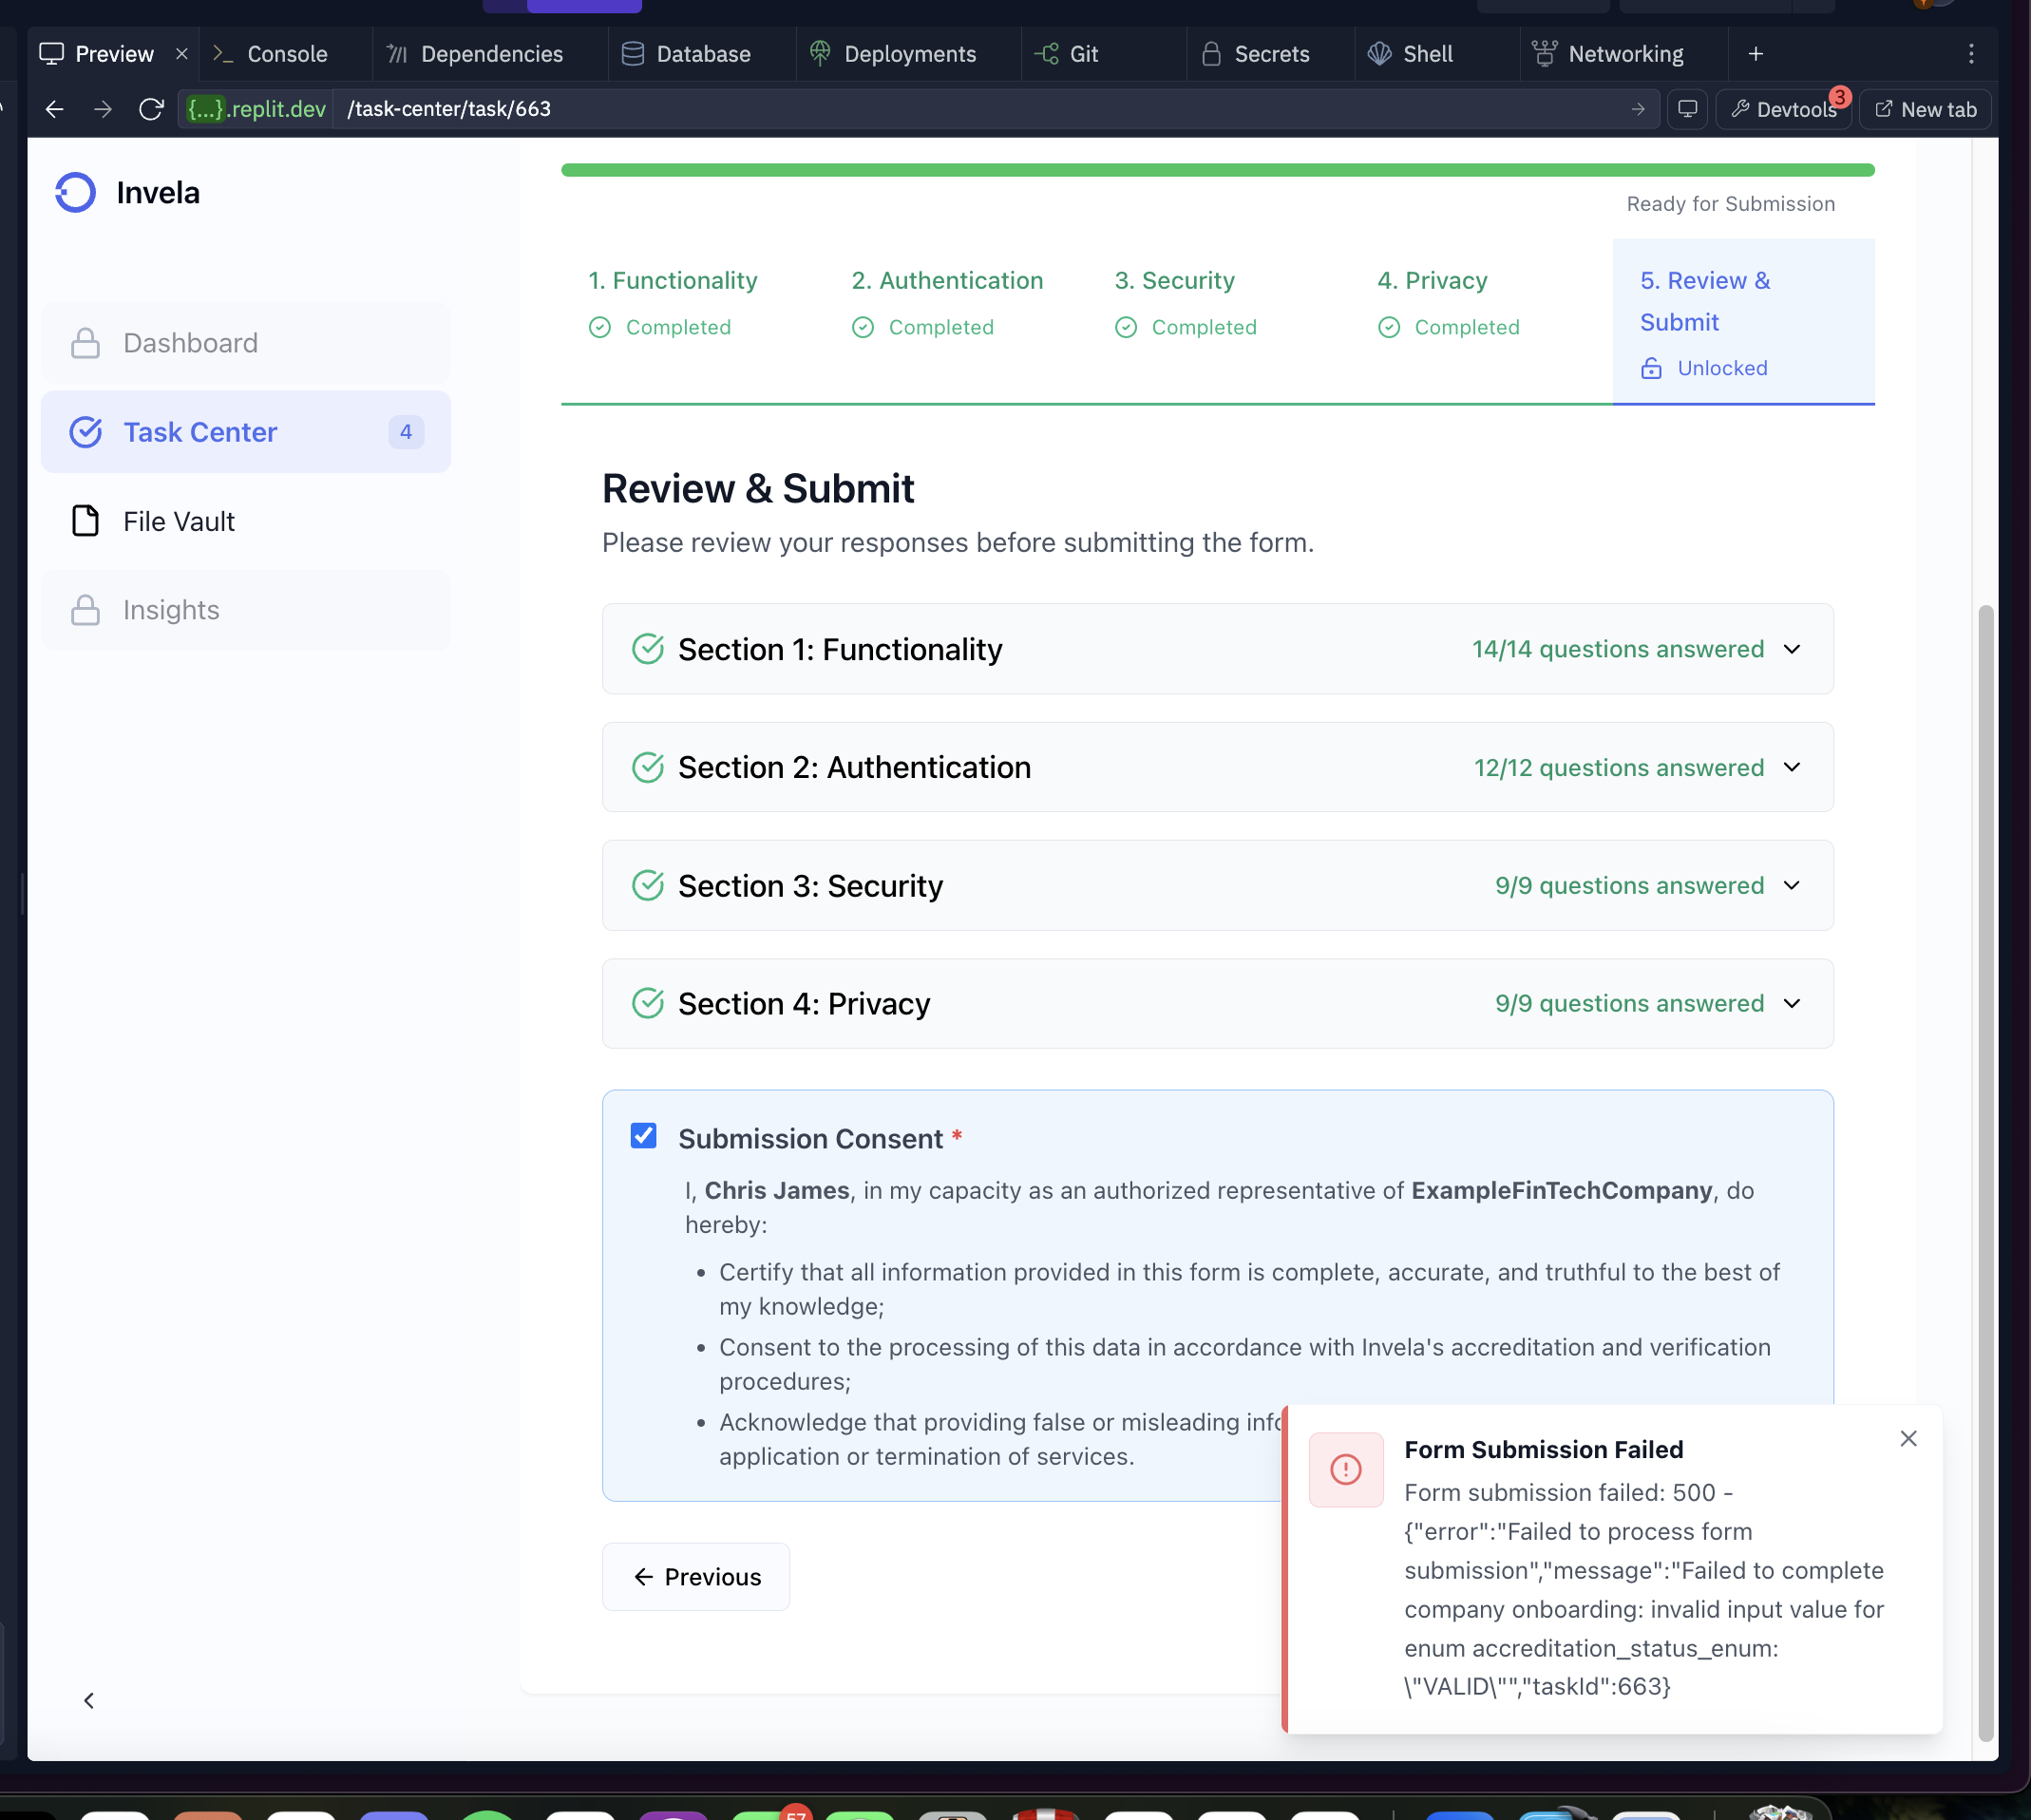 Preview
Console
Dependencies
Database
Deployments
Git
Secrets
Shell
Networking
{...}.replit.dev
/task-center/task/663
Devtools
3
New tab
Invela
Dashboard
Task Center
4
File Vault
Insights
Ready for Submission
1. Functionality
Completed
2. Authentication
Completed
3. Security
Completed
4. Privacy
Completed
5. Review &
Submit
Unlocked
Review & Submit
Please review your responses before submitting the form.
Section 1: Functionality
14/14 questions answered
Section 2: Authentication
12/12 questions answered
Section 3: Security
9/9 questions answered
Section 4: Privacy
9/9 questions answered
Submission Consent *
I, Chris James, in my capacity as an authorized representative of ExampleFinTechCompany, do
hereby:
• Certify that all information provided in this form is complete, accurate, and truthful to the best of
my knowledge;
• Consent to the processing of this data in accordance with Invela's accreditation and verification
procedures;
• Acknowledge that providing false or misleading
application or termination of services.
Previous
Form Submission Failed
Form submission failed: 500 -
{"error":"Failed to process form
submission","message":"Failed to complete
company onboarding: invalid input value for
enum accreditation_status_enum:
\"VALID\"","taskId":663}
57